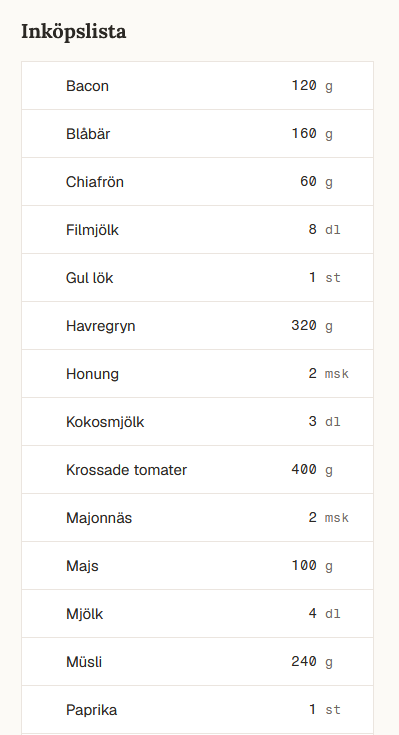 Inköpslista
Bacon 120 g
Blåbär 160 g
Chiafrön 60 g
Filmjölk 8 dl
Gul lök 1 st
Havregryn 320 g
Honung 2 msk
Kokosmjölk 3 dl
Krossade tomater 400 g
Majonnäs 2 msk
Majs 100 g
Mjölk 4 dl
Müsli 240 g
Paprika 1 st